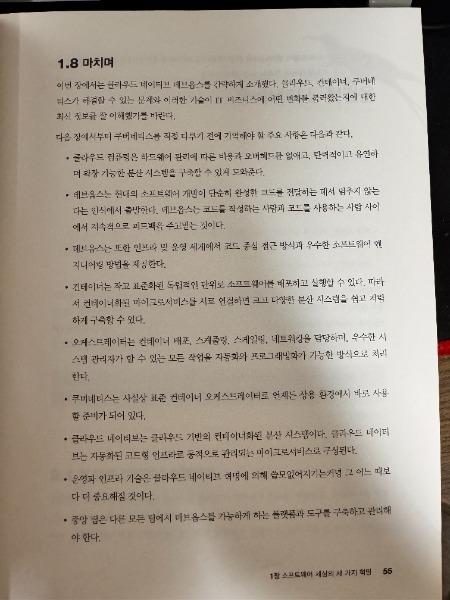 1.8 마치며
이번 장에서는 클라우드 네이티브 데브옵스를 간략하게 소개했다. 클라우드, 컨테이너, 쿠버네
티스가 해결할 수 있는 문제와 이러한 기술이 IT 비즈니스에 어떤 변화를 불러왔는지에 대한
최신 정보를 잘 이해했기를 바란다.
다음 장에서부터 쿠버네티스를 직접 다루기 전에 기억해야 할 주요 사항은 다음과 같다.
• 클라우드 컴퓨팅은 하드웨어 관리에 따른 비용과 오버헤드를 없애고, 탄력적이고 유연하
며 확장 가능한 분산 시스템을 구축할 수 있게 도와준다.
• 데브옵스는 현대의 소프트웨어 개발이 단순히 완성한 코드를 전달하는 데서 멈추지 않는
다는 인식에서 출발한다. 데브옵스는 코드를 작성하는 사람과 코드를 사용하는 사람 사이
에서 지속적으로 피드백을 주고받는 것이다.
• 데브옵스는 또한 인프라 및 운영 세계에서 코드 중심 접근 방식과 우수한 소프트웨어 엔
지니어링 방법을 제공한다.
• 컨테이너는 작고 표준화된 독립적인 단위로 소프트웨어를 배포하고 실행할 수 있다. 따라
서 컨테이너화된 마이크로서비스를 서로 연결하면 크고 다양한 분산 시스템을 쉽고 저렴
하게 구축할 수 있다.
• 오케스트레이터는 컨테이너 배포, 스케줄링, 스케일링, 네트워킹을 담당하며, 우수한 시
스템 관리자가 할 수 있는 모든 작업을 자동화와 프로그래밍화가 가능한 방식으로 처리
한다.
• 쿠버네티스는 사실상 표준 컨테이너 오케스트레이터로 언제든 상용 환경에서 바로 사용
할 준비가 되어 있다.
• 클라우드 네이티브는 클라우드 기반의 컨테이너화된 분산 시스템이다. 클라우드 네이티
브는 자동화된 코드형 인프라로 동적으로 관리되는 마이크로서비스로 구성된다.
• 운영과 인프라 기술은 클라우드 네이티브 혁명에 의해 쓸모없어지기는커녕 그 어느 때보
다 더 중요해질 것이다.
• 중앙 팀은 다른 모든 팀에서 데브옵스를 가능하게 하는 플랫폼과 도구를 구축하고 관리해
야 한다.
1장 소프트웨어 세상의 세 가지 혁명 55